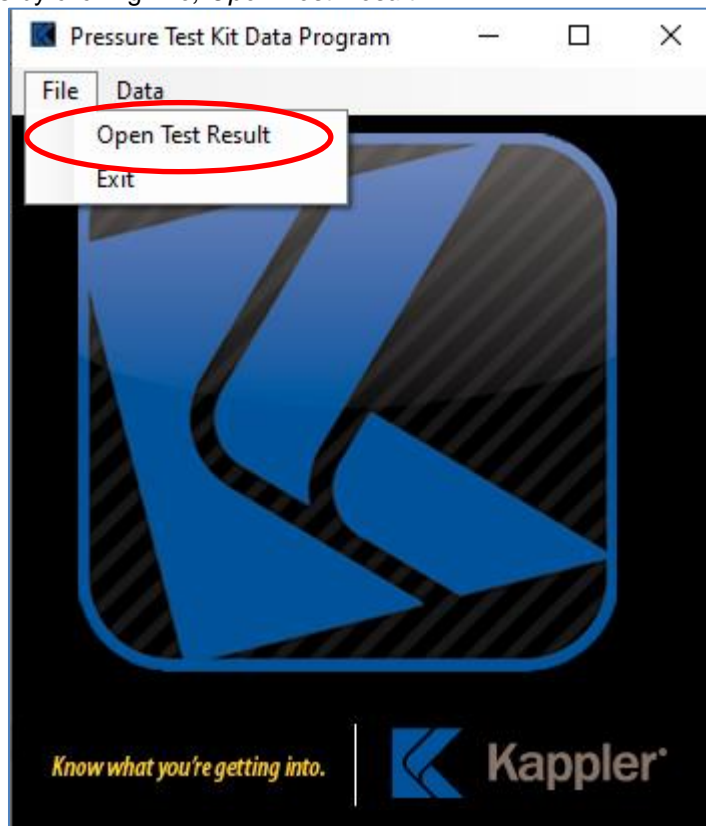 Pressure Test Kit Data Program
File Data
Open Test Result
Exit
Know what you're getting into.
Kappler